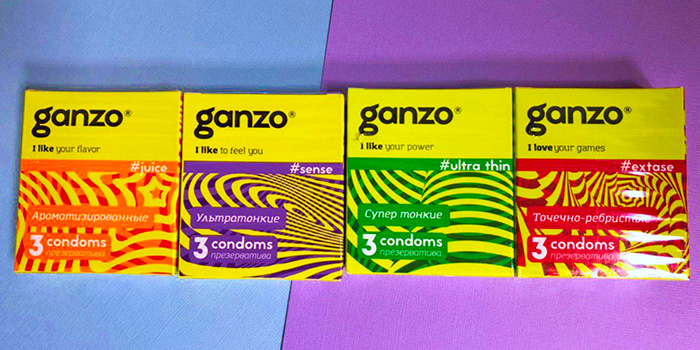 ganzo®
I like your flavor
#juice
Ароматизированные
3 condoms
презерватива
ganzo®
I like to feel you
#sense
Ультратонкие
3 condoms
презерватива
ganzo®
I like your power
#ultra thin
Супер тонкие
3 condoms
презерватива
ganzo®
I love your games
#extase
Точечно-ребристые
3 condoms
презерватива